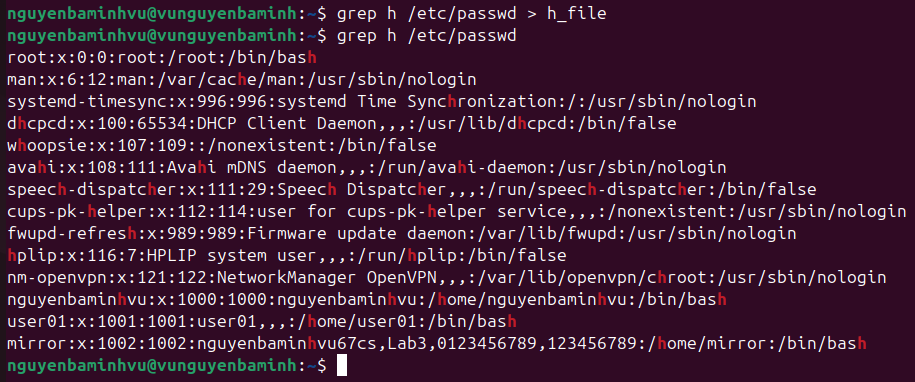 nguyenbaminhvu@vunguyenbaminh:~$ grep h /etc/passwd > h_file
nguyenbaminhvu@vunguyenbaminh:~$ grep h /etc/passwd
root:x:0:0:root:/root:/bin/bash
man:x:6:12:man:/var/cache/man:/usr/sbin/nologin
systemd-timesync:x:996:996:systemd Time Synchronization:/:/usr/sbin/nologin
dhcpcd:x:100:65534:DHCP Client Daemon,,,:/usr/lib/dhcpcd:/bin/false
whoopsie:x:107:109::/nonexistent:/bin/false
avahi:x:108:111:Avahi mDNS daemon,,,:/run/avahi-daemon:/usr/sbin/nologin
speech-dispatcher:x:111:29:Speech Dispatcher,,,:/run/speech-dispatcher:/bin/false
cups-pk-helper:x:112:114:user for cups-pk-helper service,,,:/nonexistent:/usr/sbin/nologin
fwupd-refresh:x:989:989:Firmware update daemon:/var/lib/fwupd:/usr/sbin/nologin
hplip:x:116:7:HPLIP system user,,,:/run/hplip:/bin/false
nm-openvpn:x:121:122:NetworkManager OpenVPN,,,:/var/lib/openvpn/chroot:/usr/sbin/nologin
nguyenbaminhvu:x:1000:1000:nguyenbaminhvu:/home/nguyenbaminhvu:/bin/bash
user01:x:1001:1001:user01,,,:/home/user01:/bin/bash
mirror:x:1002:1002:nguyenbaminhvu67cs,Lab3,0123456789,123456789:/home/mirror:/bin/bash
nguyenbaminhvu@vunguyenbaminh:~$